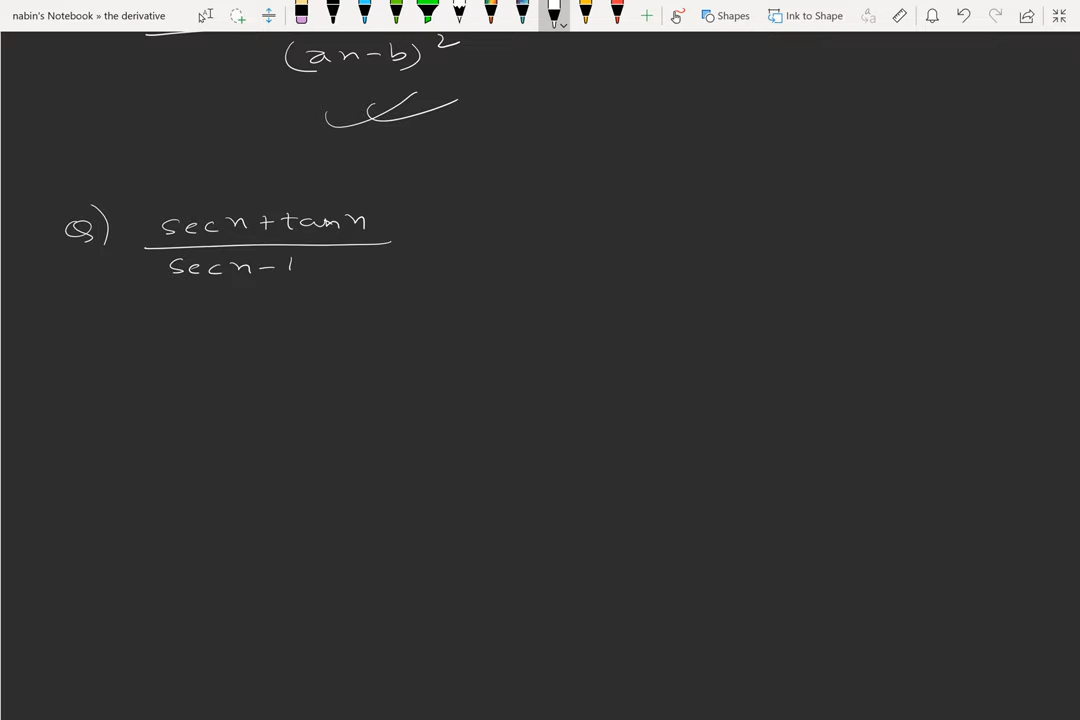 nabin's Notebook » the derivative
Shapes
Ink to Shape
(ax-b)²
Q) secx+tanx
secx-1